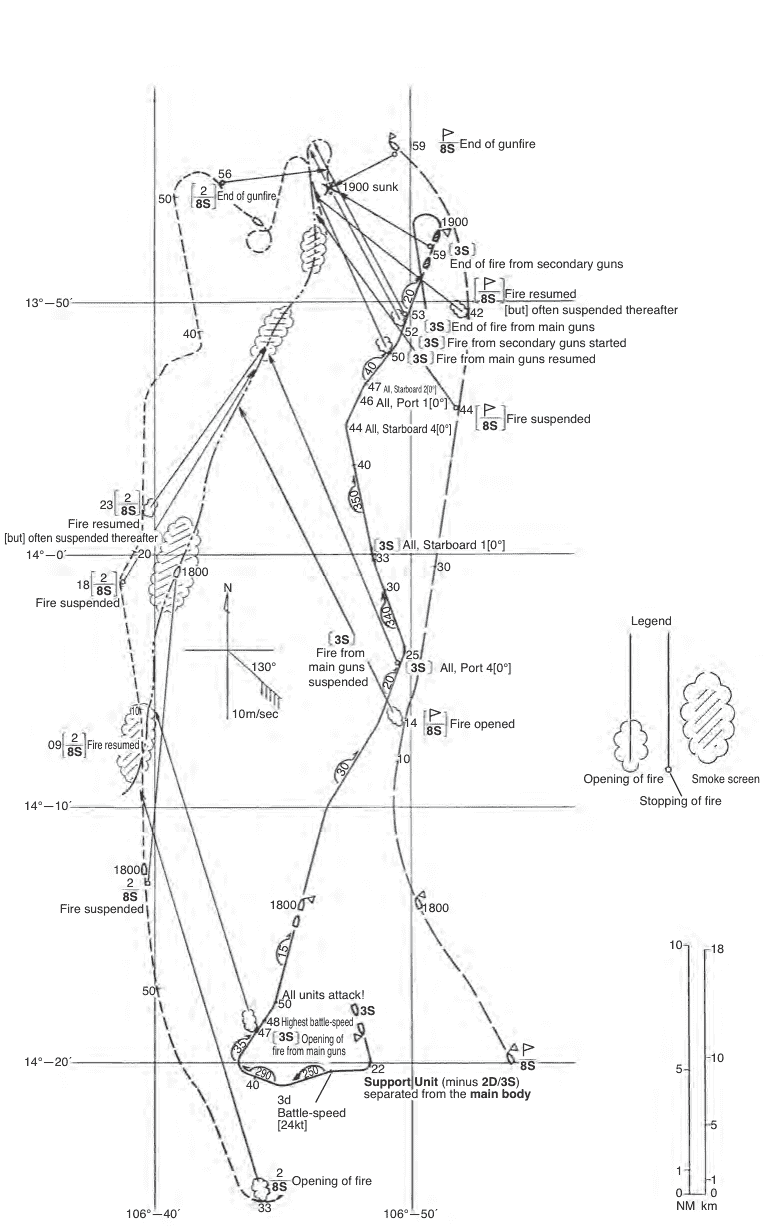 59 8S End of gunfire
56
50
2
8S End of gunfire
1900 sunk
1900
59 [3S]
End of fire from secondary guns
8S Fire resumed
[but] often suspended thereafter
42
13°—50′
20
53
[3S] End of fire from main guns
52
[3S] Fire from secondary guns started
50 [3S] Fire from main guns resumed
40
40
47 All, Starboard 2[0°]
46 All, Port 1[0°]
44 8S Fire suspended
44 All, Starboard 4[0°]
40
350
23 2
8S
Fire resumed
[but] often suspended thereafter
[3S] All, Starboard 1[0°]
33
14°—0′
20
30
1800
18 2
8S
Fire suspended
30
340
N
[3S]
Fire from
main guns
suspended
130°
10m/sec
25
[3S] All, Port 4[0°]
20
14 8S Fire opened
10
09 2
8S Fire resumed
10
30
14°—10′
1800
2
8S
Fire suspended
1800
1800
15
50
50
All units attack!
3S
48 Highest battle-speed
47 [3S] Opening of
fire from main guns
35
8S
14°—20′
290
250
22
40
Support Unit (minus 2D/3S)
separated from the main body
3d
Battle-speed
[24kt]
2
8S Opening of fire
33
106°—40′
106°—50′
Legend
Opening of fire
Smoke screen
Stopping of fire
10
18
10
5
5
1
1
0
0
NM km